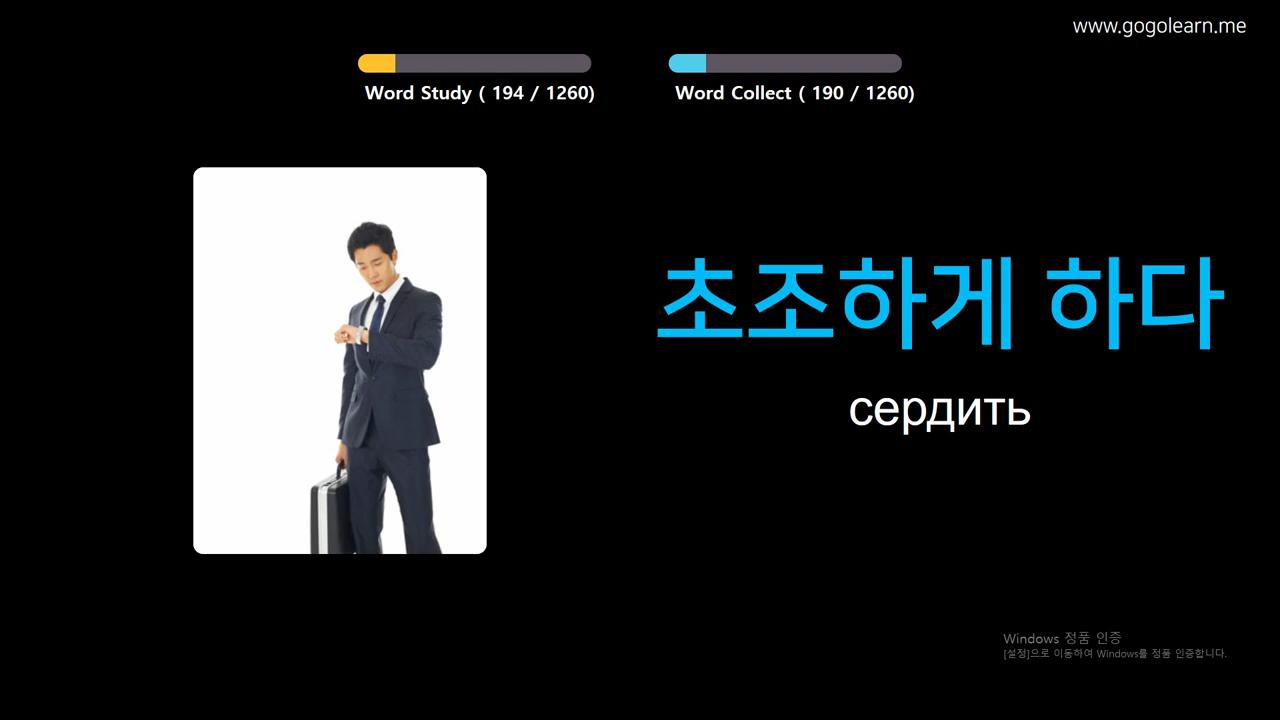 www.gogolearn.me
Word Study ( 194 / 1260)
Word Collect ( 190 / 1260)
초조하게 하다
сердить
Windows 정품 인증
[설정]으로 이동하여 Windows를 정품 인증합니다.